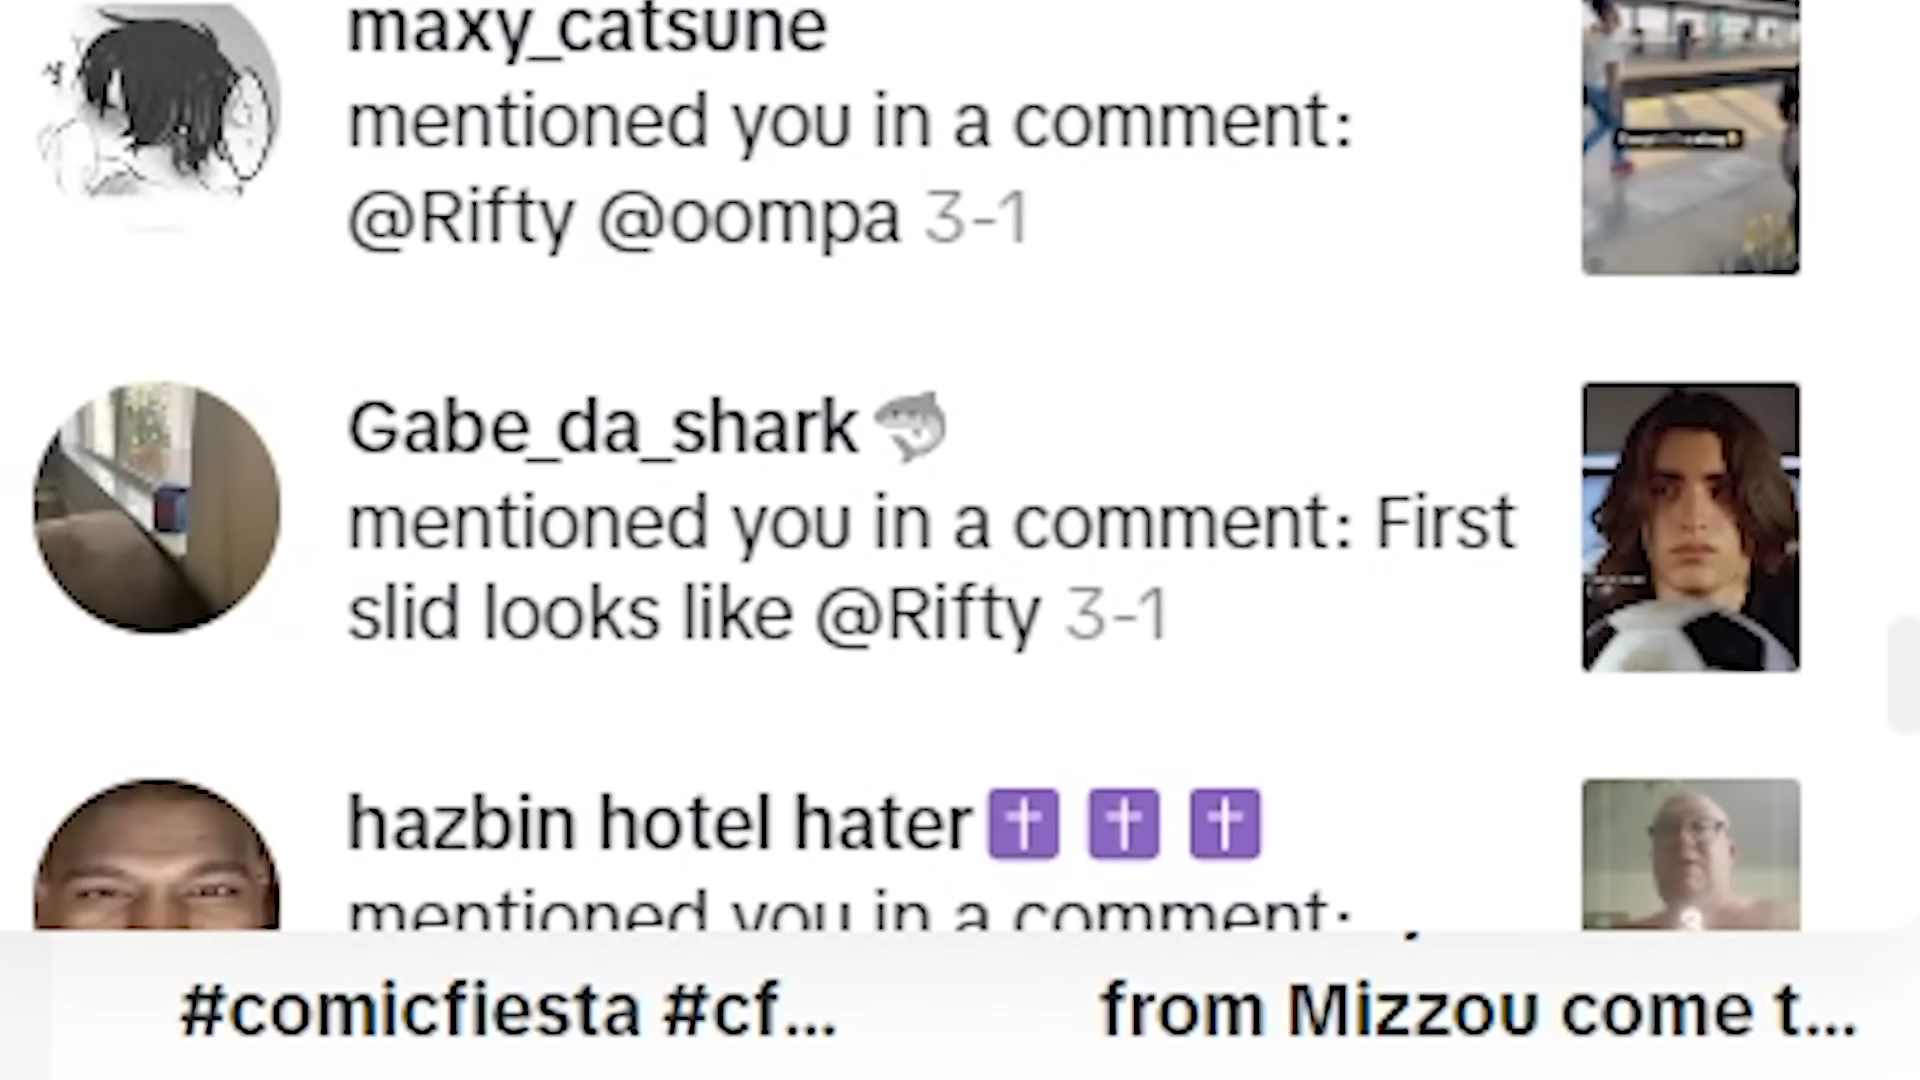 maxy_catsune
mentioned you in a comment:
@Rifty @oompa 3-1
Gabe_da_shark🦈
mentioned you in a comment: First
slid looks like @Rifty 3-1
hazbin hotel hater✝️✝️✝️
mentioned you in a comment:
#comicfiesta #cf...
from Mizzou come t...